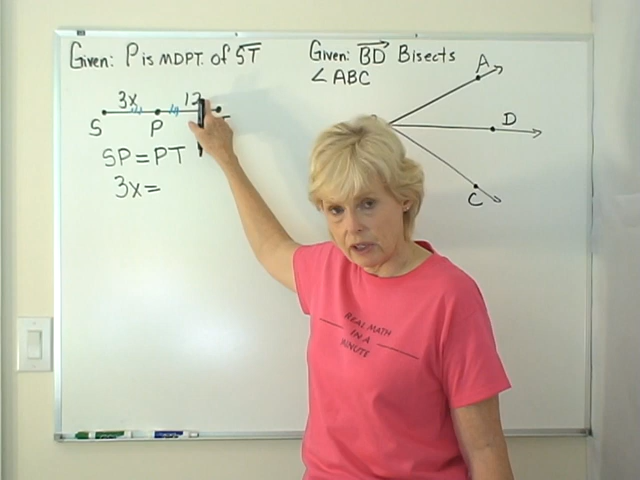 Given: P is MDPT. of ST
3x 12
S P T
SP = PT
3x =
Given: BD Bisects
∠ABC
A
D
C
REAL MATH
IN A
MINUTE